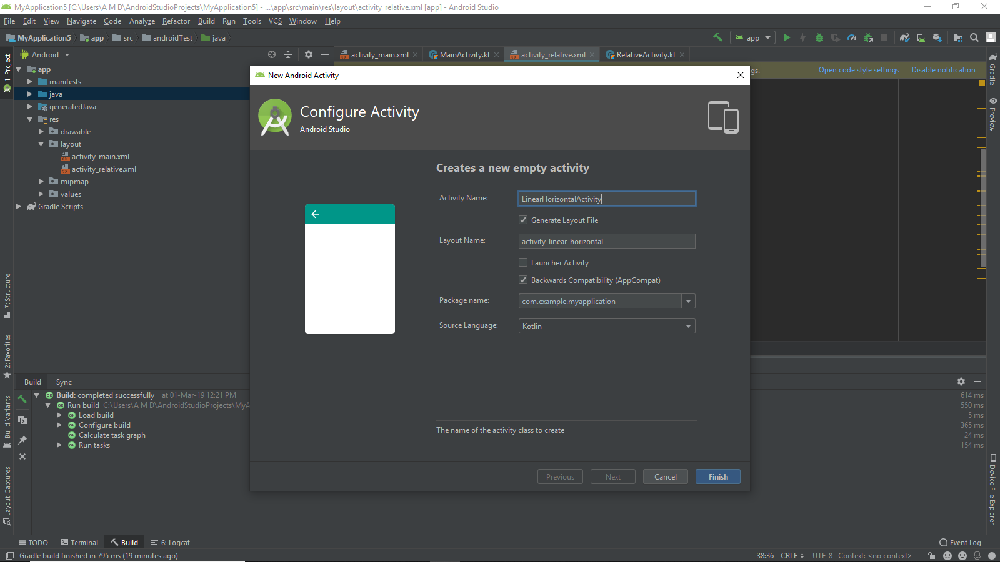 MyApplication5 [C:\Users\A M D\AndroidStudioProjects\MyApplication5] - ...\app\src\main\res\layout\activity_relative.xml [app] - Android Studio
File Edit View Navigate Code Analyze Refactor Build Run Tools VCS Window Help
MyApplication5 app src androidTest java app
1: Project
Android
activity_main.xml MainActivity.kt activity_relative.xml RelativeActivity.kt
gs. Open code style settings Disable notification
app
manifests
java
generatedJava
res
drawable
layout
activity_main.xml
activity_relative.xml
mipmap
values
Gradle Scripts
New Android Activity
Configure Activity
Android Studio
Creates a new empty activity
Activity Name: LinearHorizontalActivity
Generate Layout File
Layout Name: activity_linear_horizontal
Launcher Activity
Backwards Compatibility (AppCompat)
Package name: com.example.myapplication
Source Language: Kotlin
The name of the activity class to create
Previous Next Cancel Finish
Gradle
Preview
Device File Explorer
7: Structure
2: Favorites
Build Variants
Layout Captures
Build Sync
Build: completed successfully at 01-Mar-19 12:21 PM 614 ms
Run build C:\Users\A M D\AndroidStudioProjects\MyA 550 ms
Load build 5 ms
Configure build 365 ms
Calculate task graph 24 ms
Run tasks 154 ms
TODO Terminal Build 6: Logcat Event Log
Gradle build finished in 795 ms (19 minutes ago) 38:36 CRLF UTF-8 Context: <no context>